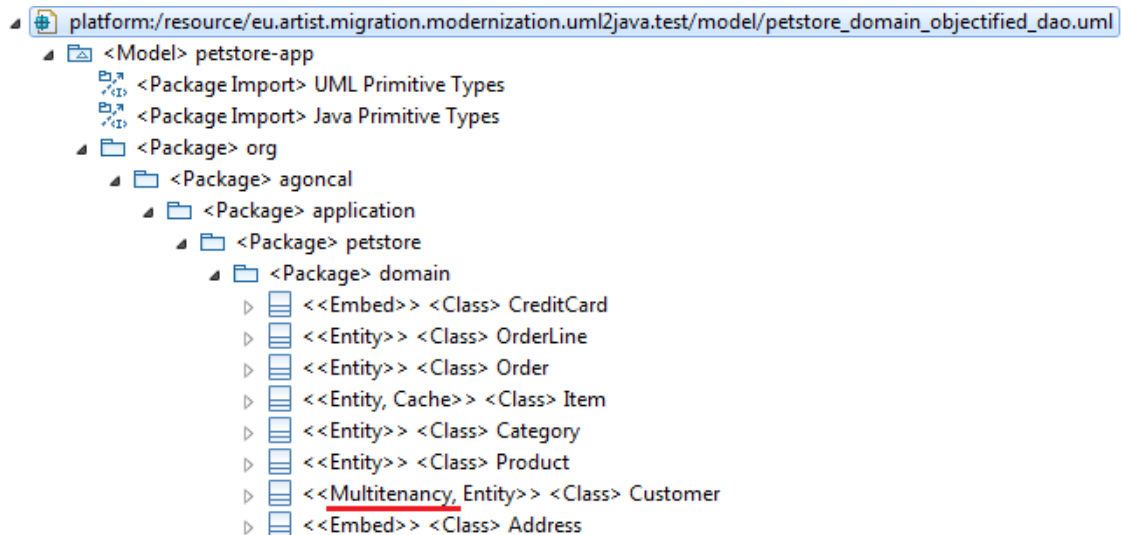 platform:/resource/eu.artist.migration.modernization.uml2java.test/model/petstore_domain_objectified_dao.uml
<Model> petstore-app
<Package Import> UML Primitive Types
<Package Import> Java Primitive Types
<Package> org
<Package> agoncal
<Package> application
<Package> petstore
<Package> domain
<<Embed>> <Class> CreditCard
<<Entity>> <Class> OrderLine
<<Entity>> <Class> Order
<<Entity, Cache>> <Class> Item
<<Entity>> <Class> Category
<<Entity>> <Class> Product
<<Multitenancy, Entity>> <Class> Customer
<<Embed>> <Class> Address